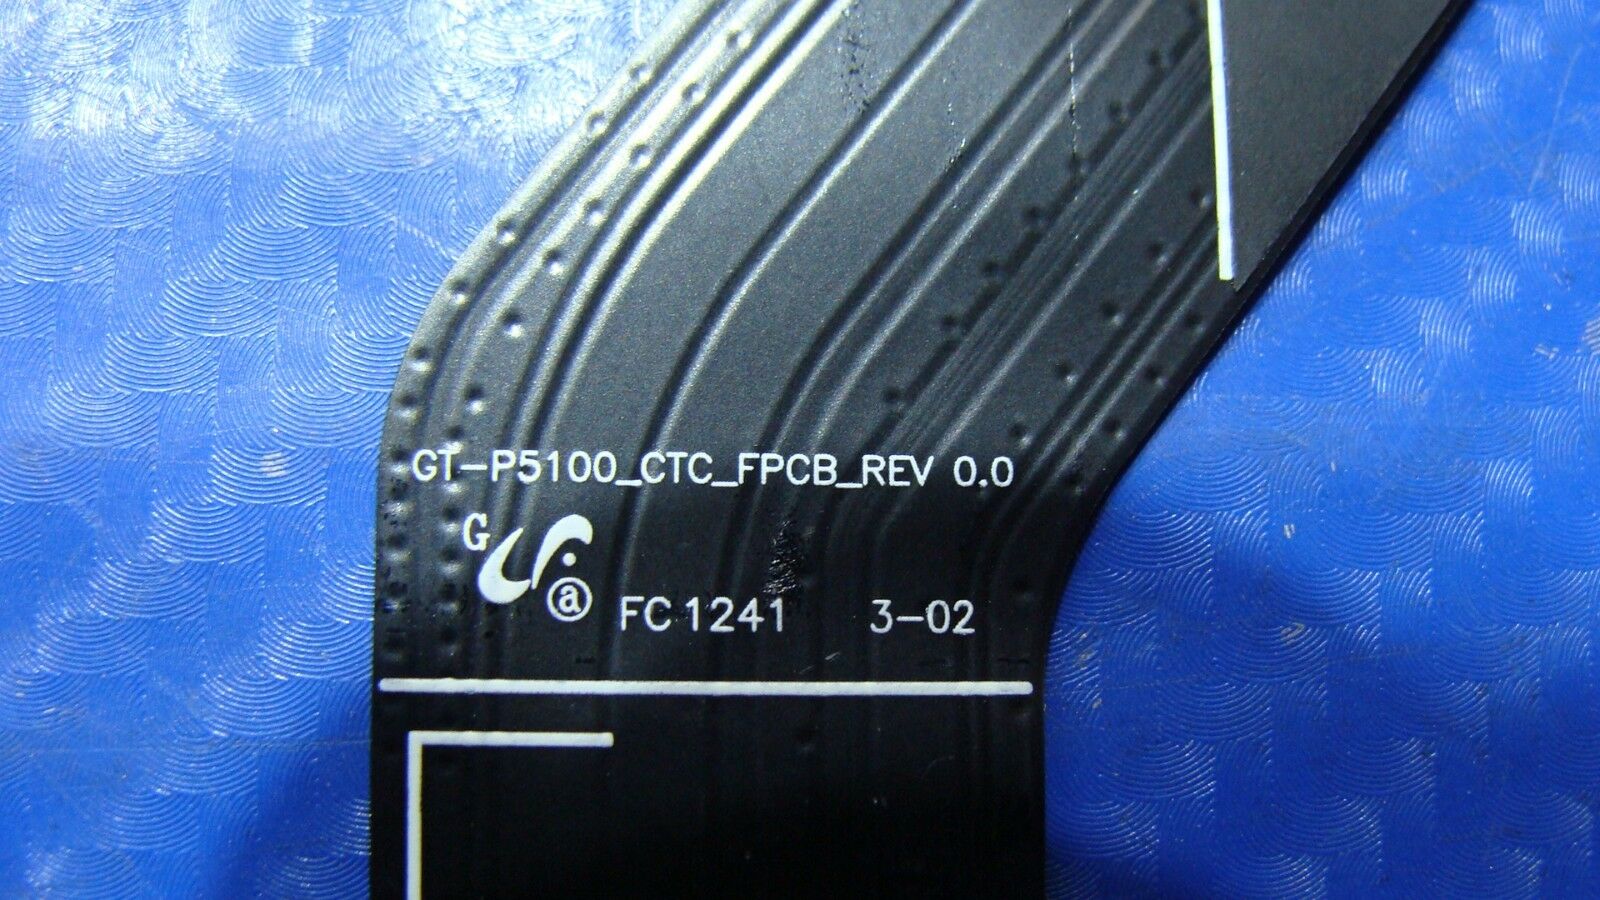 GT-P5100_CTC_FPCB_REV 0.0
G
a FC 1241 3-02